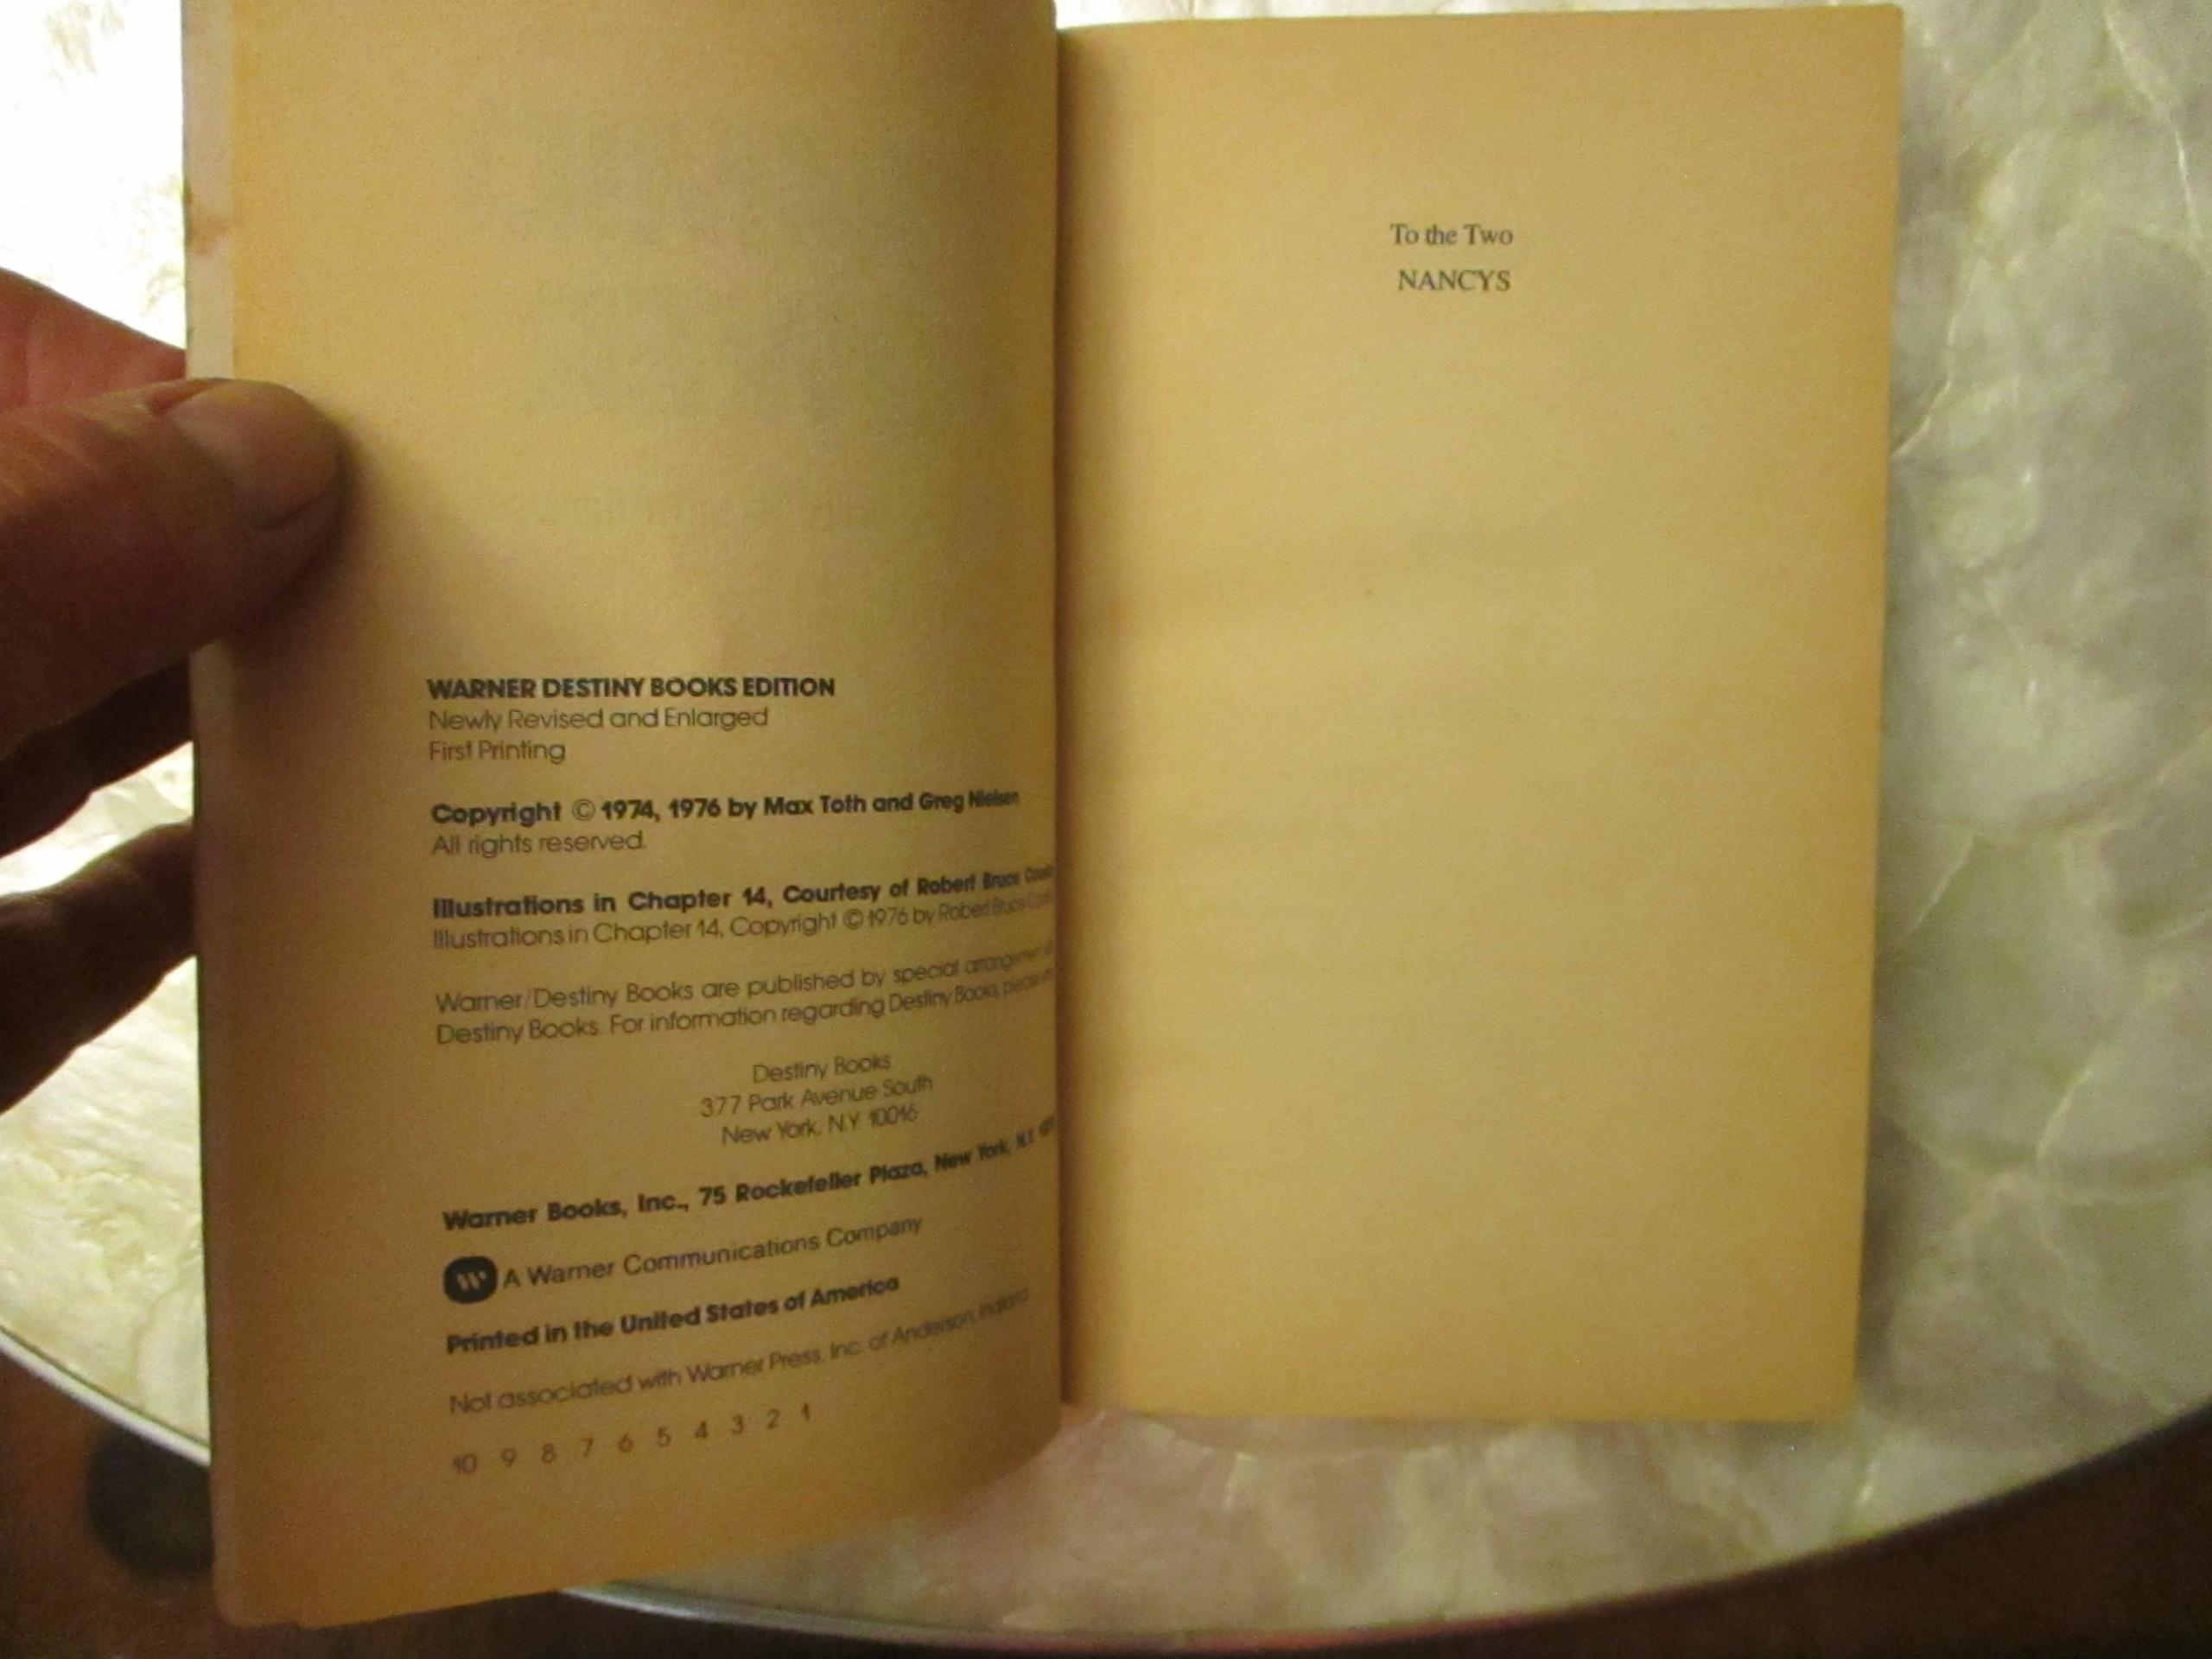 WARNER DESTINY BOOKS EDITION
Newly Revised and Enlarged
First Printing
Copyright © 1974, 1976 by Max Toth and Greg Nielsen
All rights reserved.
Illustrations in Chapter 14, Courtesy of Robert Bruce
Illustrations in Chapter 14, Copyright © 1976 by Robert Bruce
Warner/Destiny Books are published by special
Destiny Books. For information regarding Destiny Books, please
Destiny Books
377 Park Avenue South
New York, N.Y. 10016
Warner Books, Inc., 75 Rockefeller Plaza, New York, N.Y.
A Warner Communications Company
Printed in the United States of America
Not associated with Warner Press, Inc. of Anderson, Indiana
10 9 8 7 6 5 4 3 2 1
To the Two
NANCYS